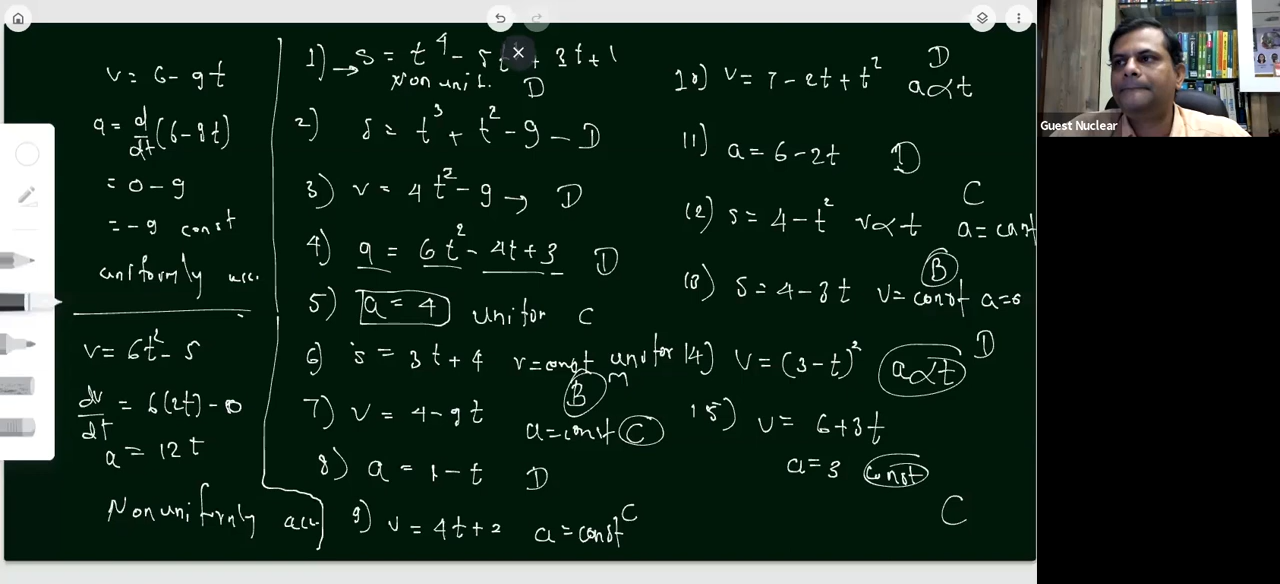 v = 6 - 9t
a = d/dt (6 - 9t)
= 0 - 9
= -9 const
uniformly acc.
v = 6t² - 5
dv/dt = 6(2t) - 0
a = 12t
Nonuniformly acc
1) → s = t⁴ - 5t + 3t + 1
Non uni f. D
2) s = t³ + t² - 9 - D
3) v = 4t² - 9 → D
4) a = 6t² - 4t + 3 D
5) a = 4 unifor C
6) s = 3t + 4 v = const unifor
m
B
7) v = 4 - 9t a = const C
8) a = 1 - t D
9) v = 4t + 2 a = const C
10) v = 7 - 2t + t² D
a ∝ t
11) a = 6 - 2t D
12) s = 4 - t² v ∝ t a = const
C
13) s = 4 - 3t v = const a = 0
B
14) v = (3 - t)² a ∝ t D
15) v = 6 + 3t
a = 3 const
C
Guest Nuclear